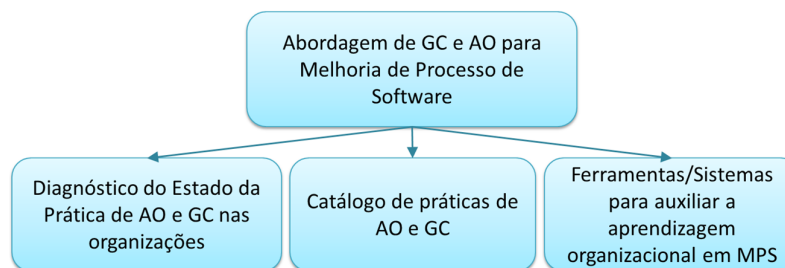 Abordagem de GC e AO para
Melhoria de Processo de
Software
Diagnóstico do Estado da
Prática de AO e GC nas
organizações
Catálogo de práticas de
AO e GC
Ferramentas/Sistemas
para auxiliar a
aprendizagem
organizacional em MPS